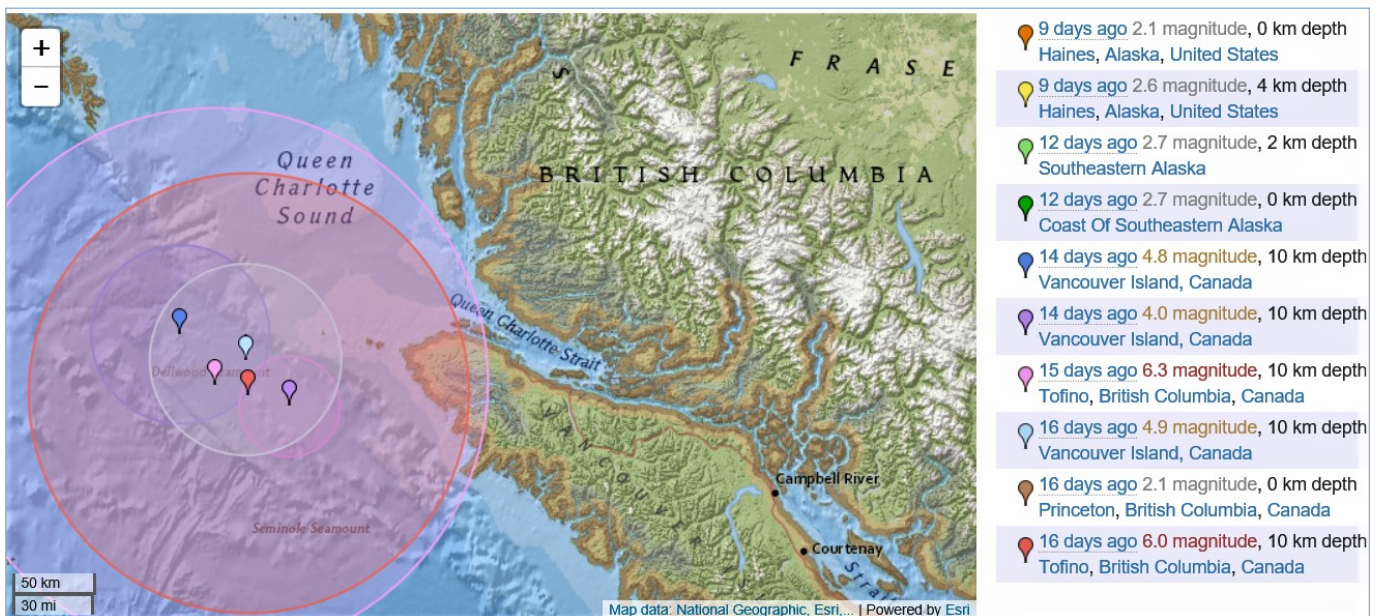 +
−
Queen
Charlotte
Sound
F R A S E
S
BRITISH COLUMBIA
Queen Charlotte Strait
VANCOUVER
Campbell River
Courtenay
Strait
Seminole Seamount
50 km
30 mi
Map data: National Geographic, Esri,... | Powered by Esri
9 days ago 2.1 magnitude, 0 km depth
Haines, Alaska, United States
9 days ago 2.6 magnitude, 4 km depth
Haines, Alaska, United States
12 days ago 2.7 magnitude, 2 km depth
Southeastern Alaska
12 days ago 2.7 magnitude, 0 km depth
Coast Of Southeastern Alaska
14 days ago 4.8 magnitude, 10 km depth
Vancouver Island, Canada
14 days ago 4.0 magnitude, 10 km depth
Vancouver Island, Canada
15 days ago 6.3 magnitude, 10 km depth
Tofino, British Columbia, Canada
16 days ago 4.9 magnitude, 10 km depth
Vancouver Island, Canada
16 days ago 2.1 magnitude, 0 km depth
Princeton, British Columbia, Canada
16 days ago 6.0 magnitude, 10 km depth
Tofino, British Columbia, Canada